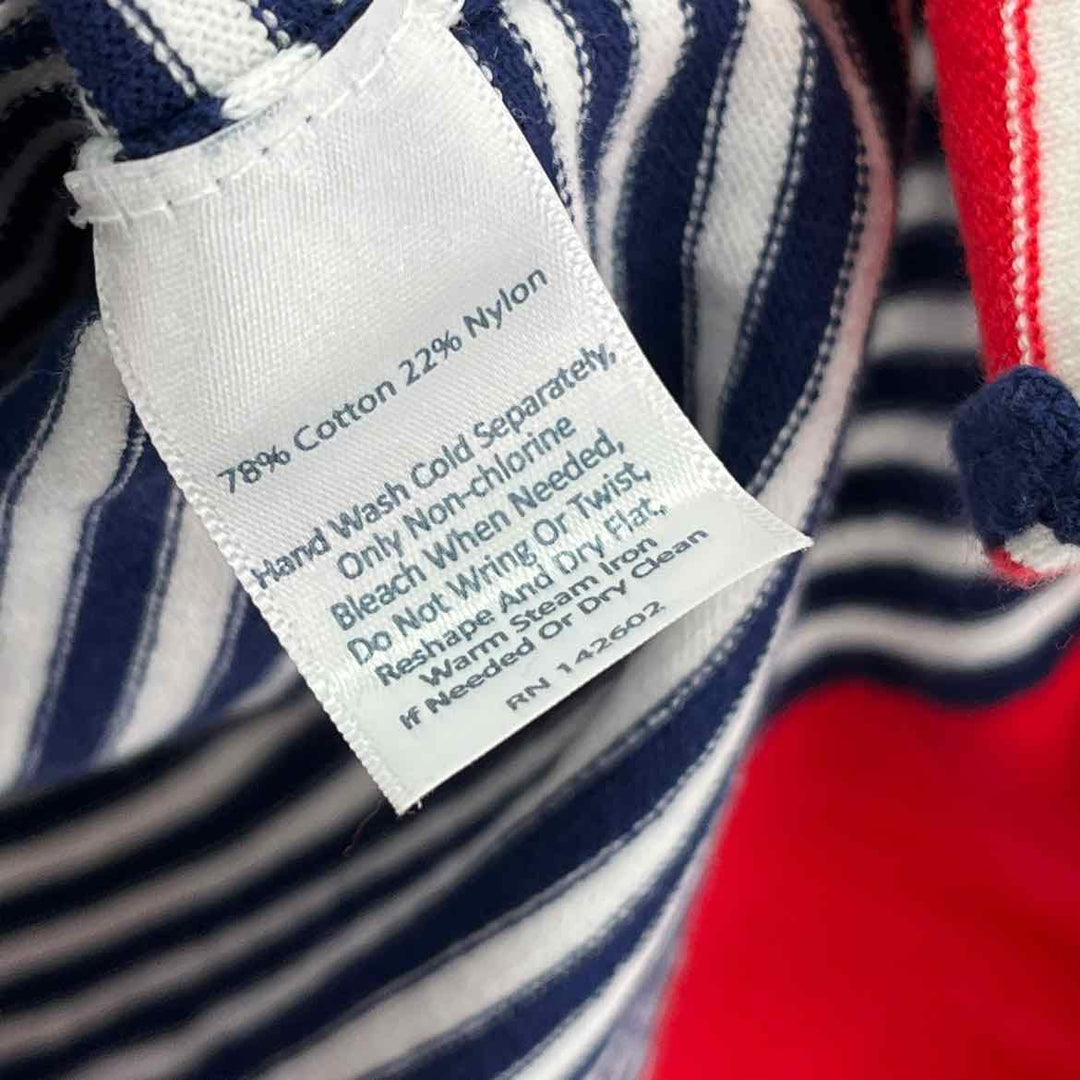 78% Cotton 22% Nylon
Hand Wash Cold Separately,
Only Non-chlorine
Bleach When Needed,
Do Not Wring Or Twist,
Reshape And Dry Flat,
Warm Steam Iron
If Needed Or Dry Clean
RN 142602